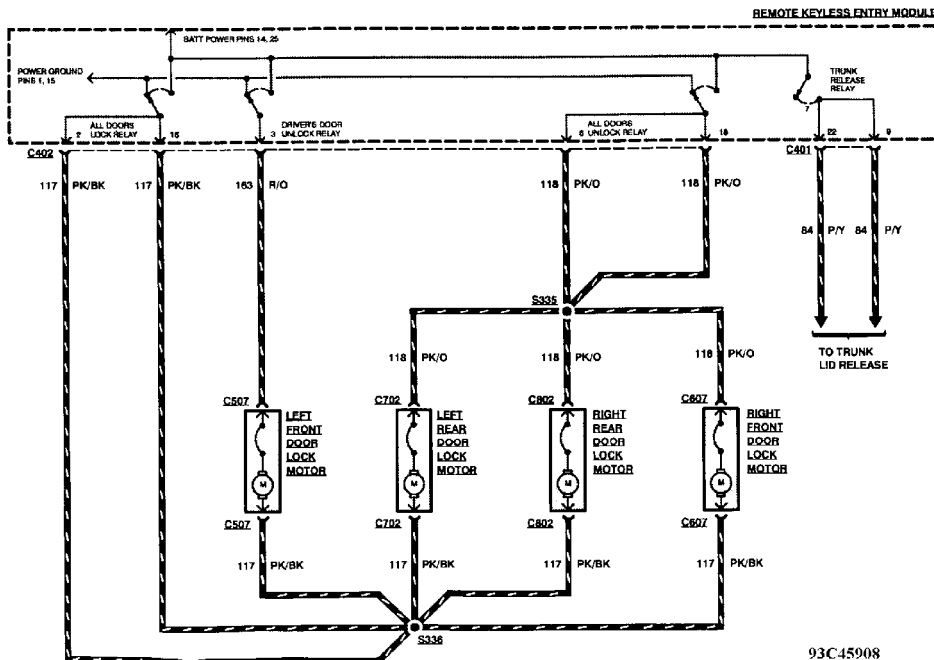 REMOTE KEYLESS ENTRY MODULE
BATT POWER PINS 14, 25
POWER GROUND
PINS 1, 15
TRUNK
RELEASE
RELAY
7
2
ALL DOORS
LOCK RELAY
16
3
DRIVER'S DOOR
UNLOCK RELAY
6
ALL DOORS
UNLOCK RELAY
18
22
9
C402
C401
117
PK/BK
117
PK/BK
163
R/O
118
PK/O
118
PK/O
84
P/Y
84
P/Y
S335
TO TRUNK
LID RELEASE
118
PK/O
118
PK/O
118
PK/O
C507
LEFT
FRONT
DOOR
LOCK
MOTOR
M
C507
C702
LEFT
REAR
DOOR
LOCK
MOTOR
M
C702
C802
RIGHT
REAR
DOOR
LOCK
MOTOR
M
C802
C607
RIGHT
FRONT
DOOR
LOCK
MOTOR
M
C607
117
PK/BK
117
PK/BK
117
PK/BK
117
PK/BK
S336
93C45908